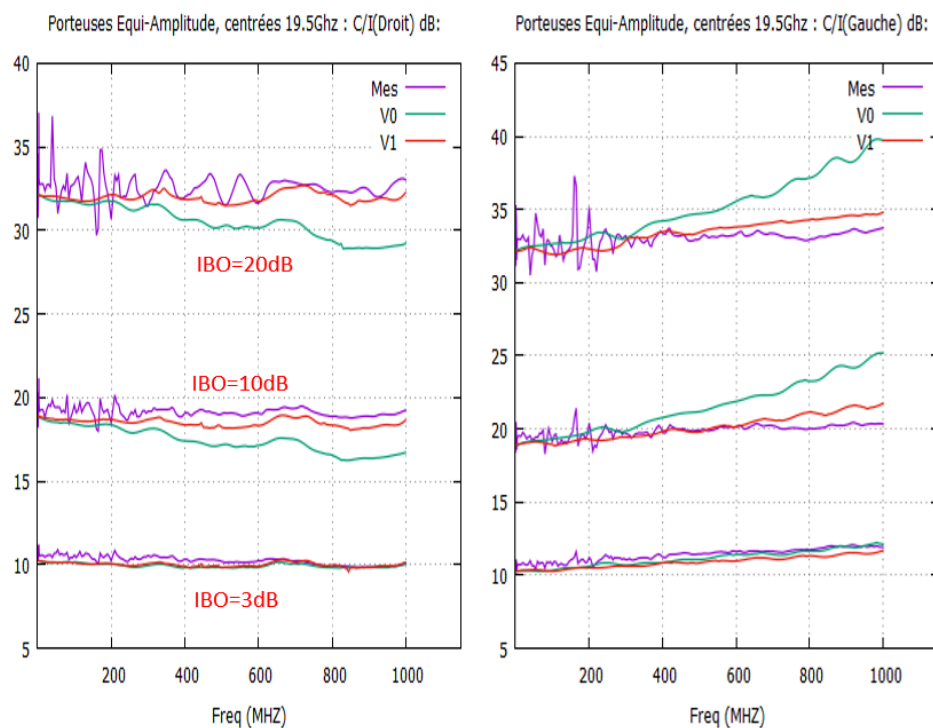 Porteuses Equi-Amplitude, centrées 19.5Ghz : C/I(Droit) dB:
40
35
30
25
20
15
10
5
Mes
V0
V1
IBO=20dB
IBO=10dB
IBO=3dB
200 400 600 800 1000
Freq (MHZ)
Porteuses Equi-Amplitude, centrées 19.5Ghz : C/I(Gauche) dB:
45
40
35
30
25
20
15
10
5
Mes
V0
V1
200 400 600 800 1000
Freq (MHZ)